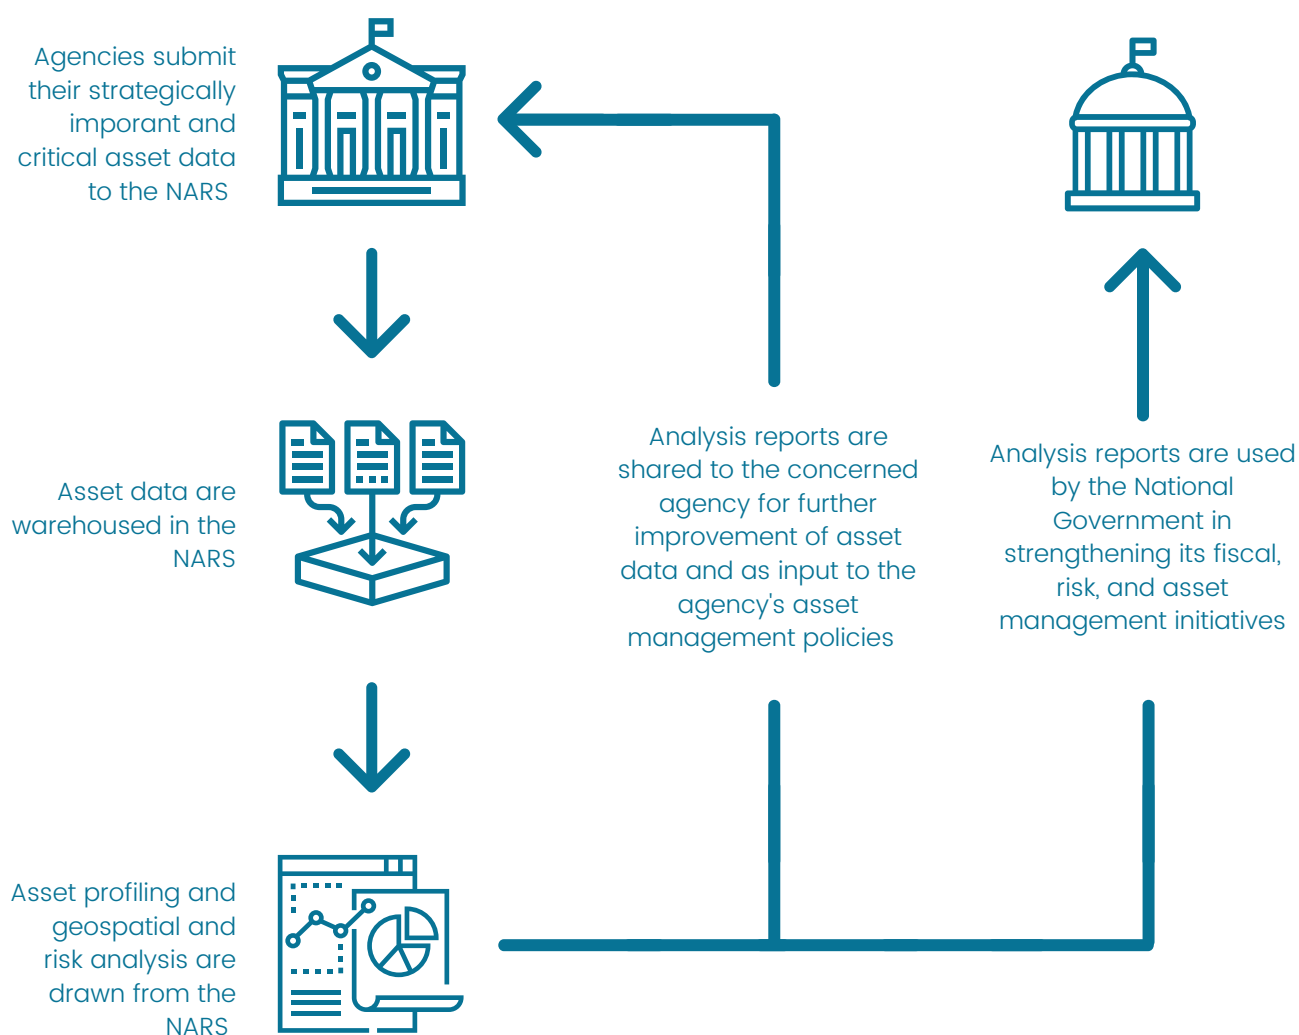 Agencies submit
their strategically
imporant and
critical asset data
to the NARS
Asset data are
warehoused in the
NARS
Asset profiling and
geospatial and
risk analysis are
drawn from the
NARS
Analysis reports are
shared to the concerned
agency for further
improvement of asset
data and as input to the
agency's asset
management policies
Analysis reports are used
by the National
Government in
strengthening its fiscal,
risk, and asset
management initiatives